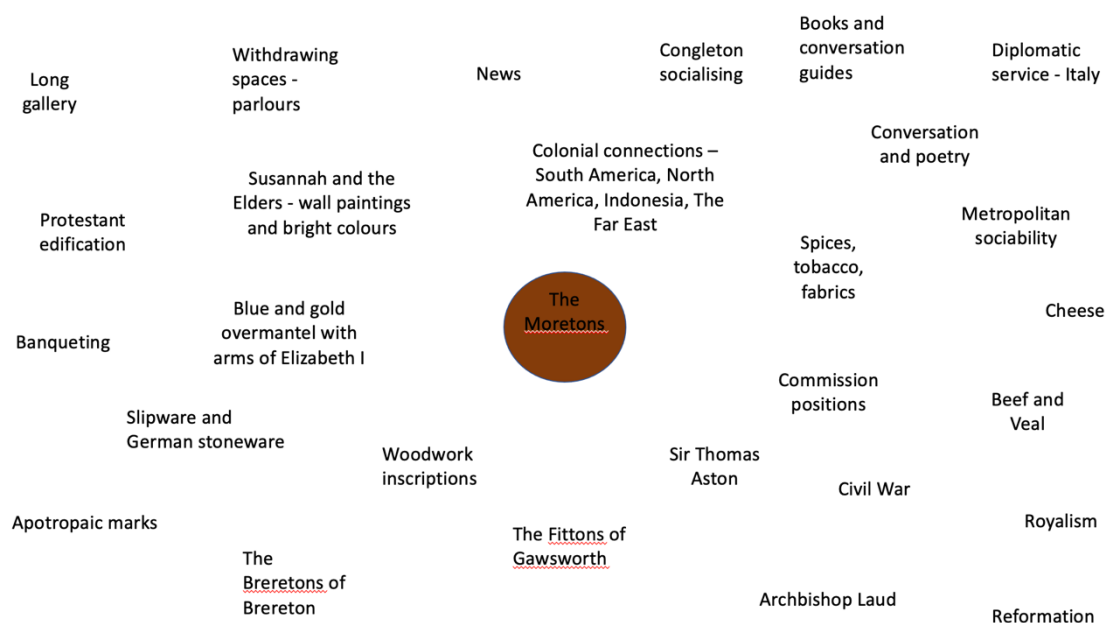 Long
gallery
Withdrawing
spaces -
parlours
News
Congleton
socialising
Books and
conversation
guides
Diplomatic
service - Italy
Conversation
and poetry
Colonial connections –
South America, North
America, Indonesia, The
Far East
Susannah and the
Elders - wall paintings
and bright colours
Protestant
edification
Metropolitan
sociability
Spices,
tobacco,
fabrics
The
Moretons
Blue and gold
overmantel with
arms of Elizabeth I
Banqueting
Cheese
Commission
positions
Beef and
Veal
Slipware and
German stoneware
Woodwork
inscriptions
Sir Thomas
Aston
Civil War
Apotropaic marks
Royalism
The Fittons of
Gawsworth
The
Breretons of
Brereton
Archbishop Laud
Reformation